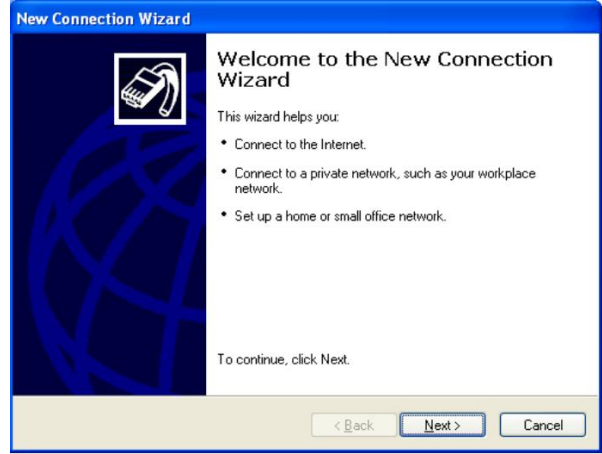 New Connection Wizard
Welcome to the New Connection
Wizard
This wizard helps you:
• Connect to the Internet.
• Connect to a private network, such as your workplace
network.
• Set up a home or small office network.
To continue, click Next.
< Back Next > Cancel